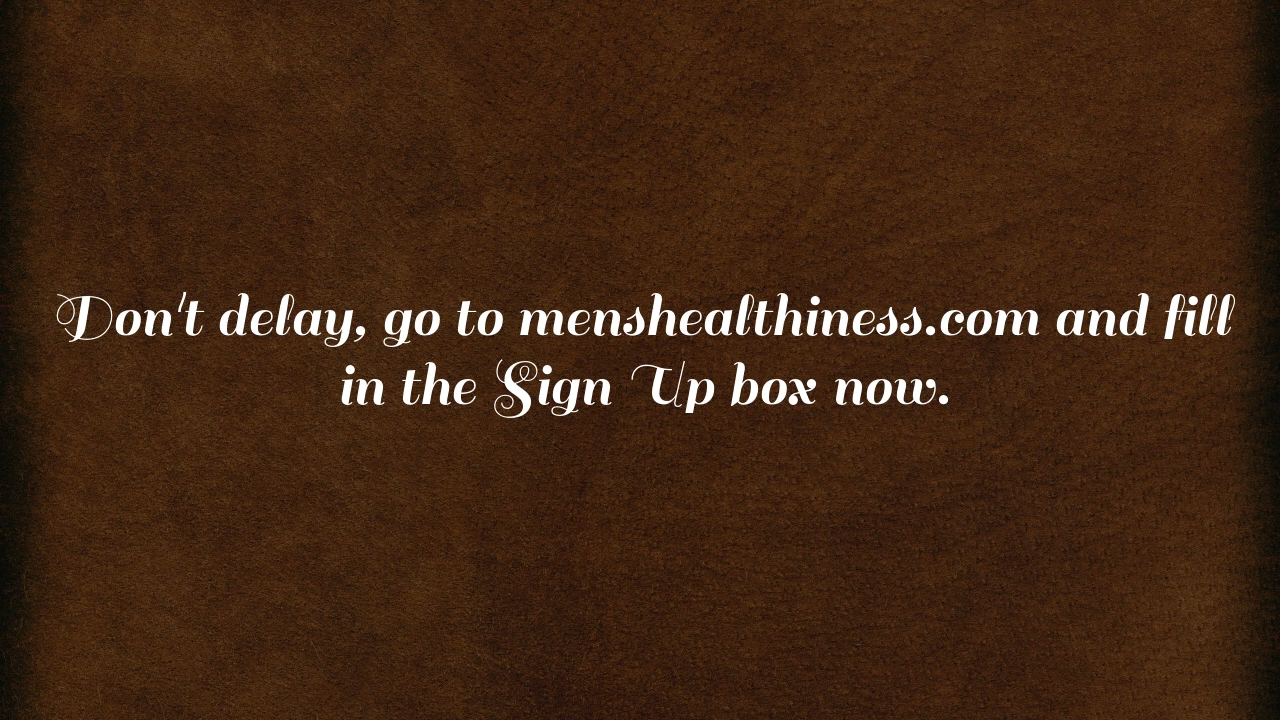 Don't delay, go to menshealthiness.com and fill
in the Sign Up box now.